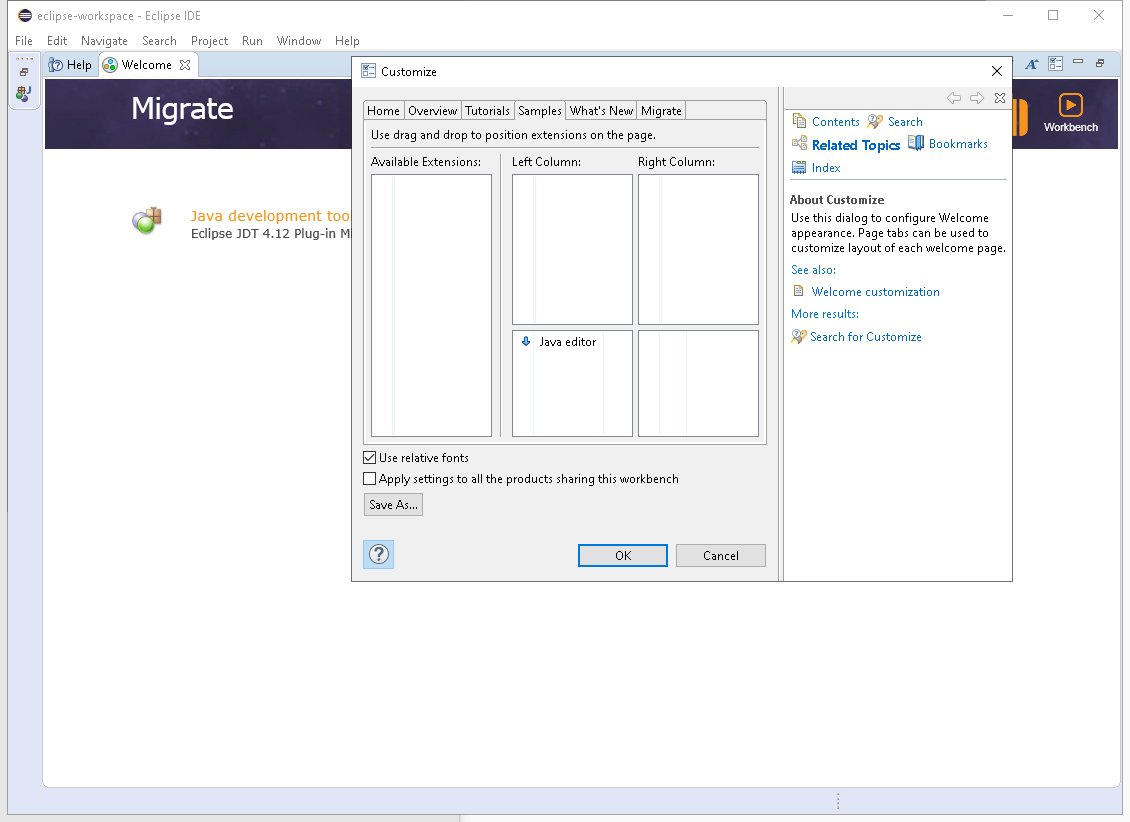 eclipse-workspace - Eclipse IDE
File Edit Navigate Search Project Run Window Help
Help Welcome
Migrate
Workbench
Java development too
Eclipse JDT 4.12 Plug-in Mi
Customize
Home Overview Tutorials Samples What's New Migrate
Use drag and drop to position extensions on the page.
Available Extensions: Left Column: Right Column:
Java editor
Use relative fonts
Apply settings to all the products sharing this workbench
Save As...
OK Cancel
Contents Search
Related Topics Bookmarks
Index
About Customize
Use this dialog to configure Welcome
appearance. Page tabs can be used to
customize layout of each welcome page.
See also:
Welcome customization
More results:
Search for Customize